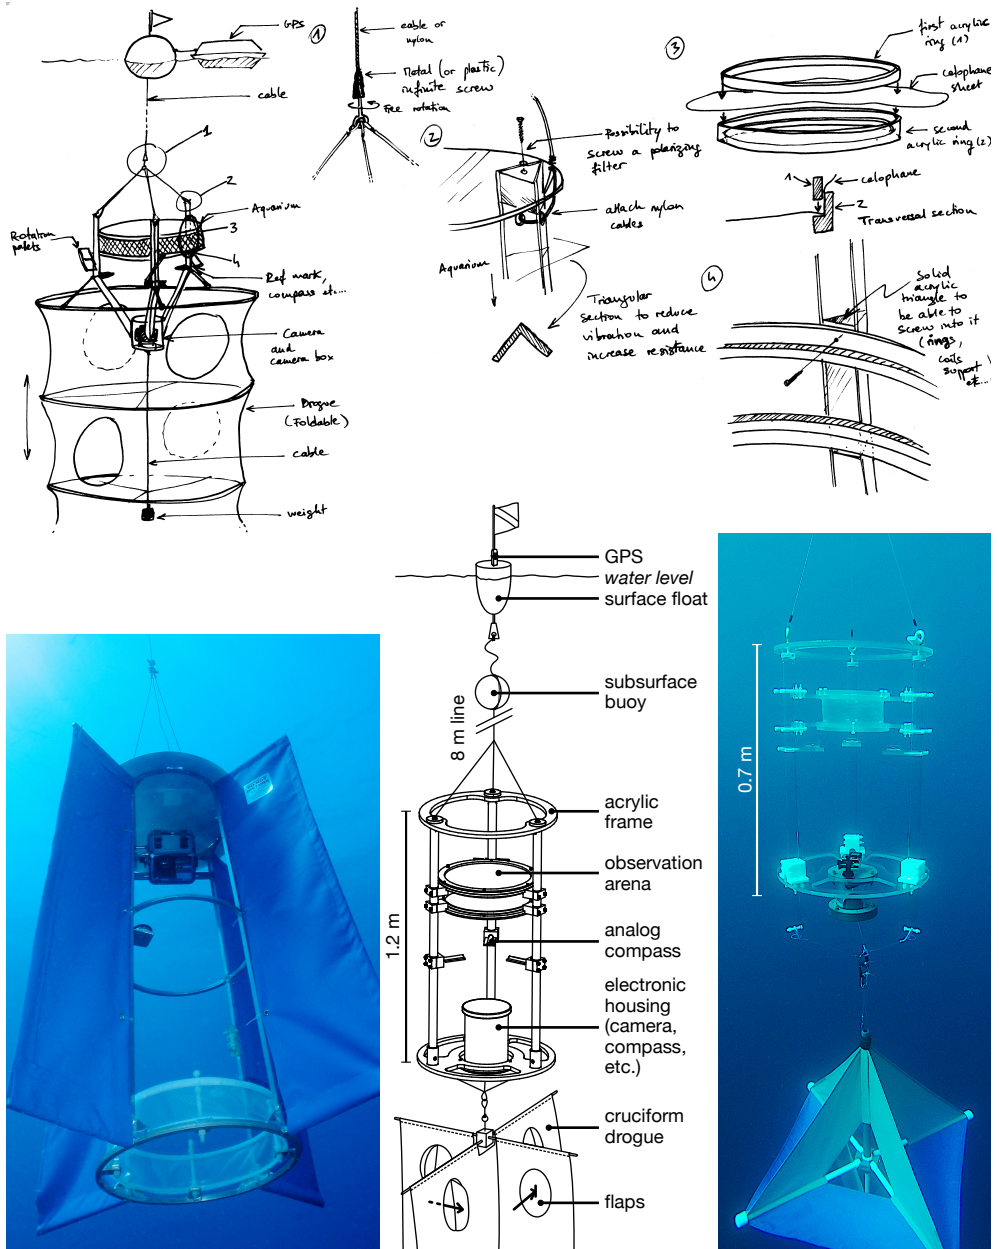 GPS
cable
1
2
Aquarium
3
4
Rotation
Ref mark,
compass etc...
Camera
and
camera box
Drogue
(Foldable)
cable
weight
1
cable or
nylon
Metal (or plastic)
infinite screw
Free rotation
2
Possibility to
screw a polarizing
filter
attach nylon
cables
Aquarium
Triangular
section to reduce
vibration and
increase resistance
3
first acrylic
ring (1)
celophane
sheet
second
acrylic ring (2)
1
celophane
2
Transversal section
4
Solid
acrylic
triangle to
be able to
screw into it
(rings,
coils
support
etc...)
GPS
water level
surface float
subsurface
buoy
8 m line
acrylic
frame
observation
arena
analog
compass
1.2 m
electronic
housing
(camera,
compass,
etc.)
cruciform
drogue
flaps
0.7 m